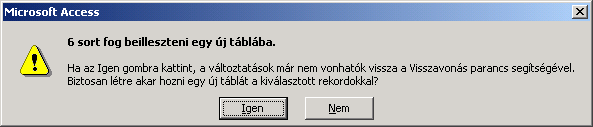 Microsoft Access
6 sort fog beilleszteni egy új táblába.
Ha az Igen gombra kattint, a változtatások már nem vonhatók vissza a Visszavonás parancs segítségével.
Biztosan létre akar hozni egy új táblát a kiválasztott rekordokkal?
Igen Nem